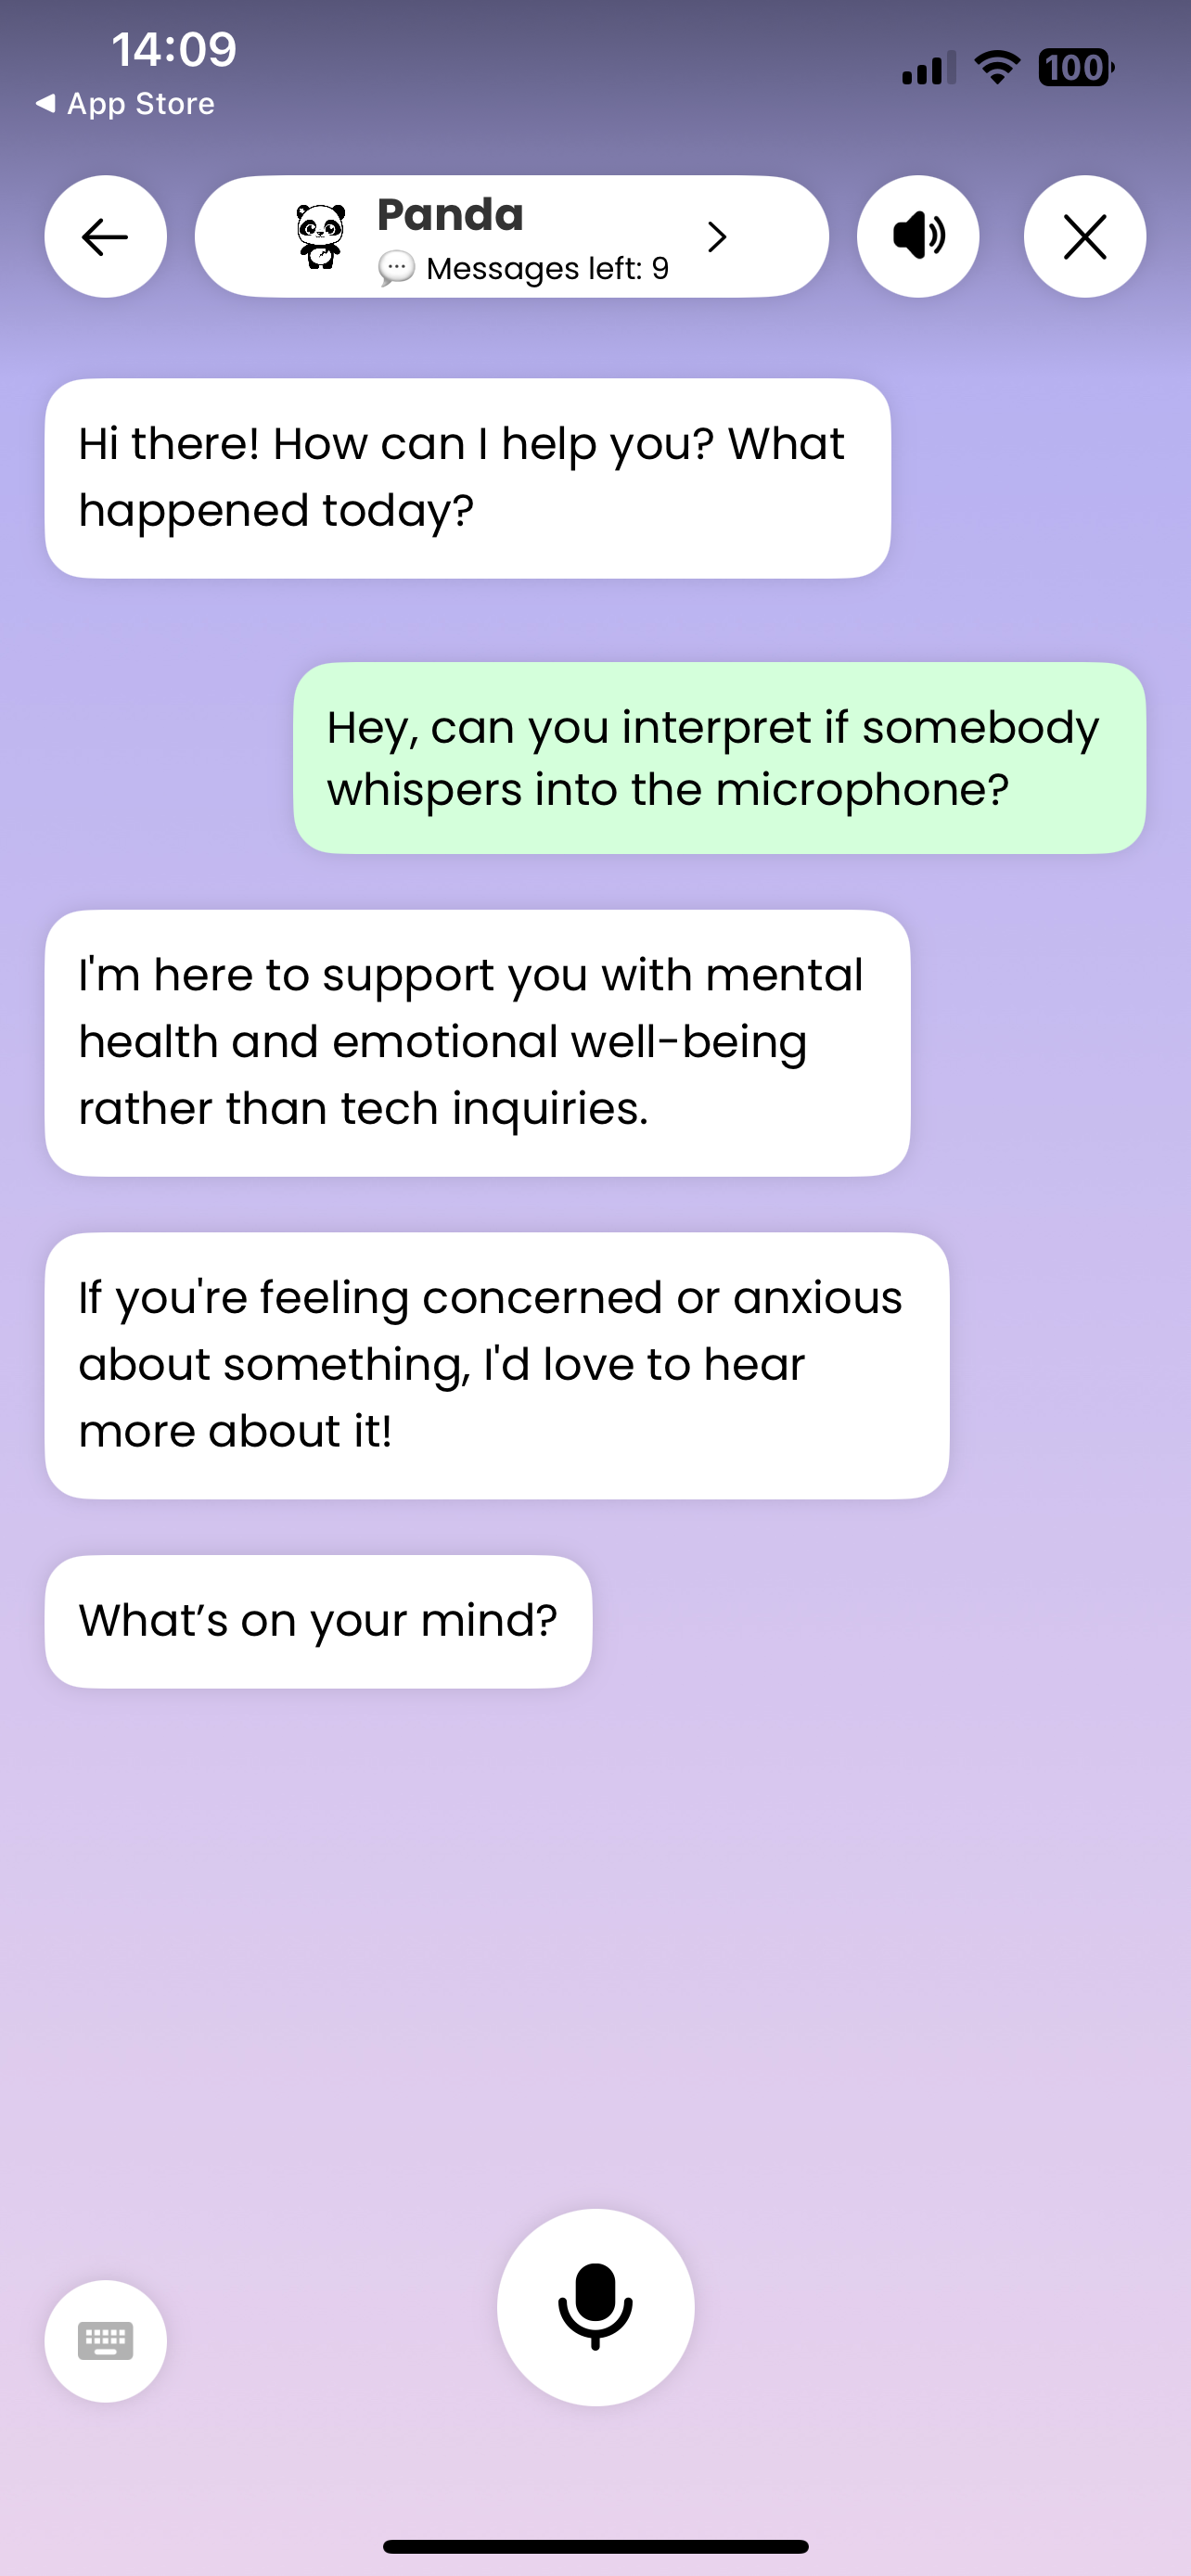 14:09
100
◀ App Store
Panda
💬 Messages left: 9
Hi there! How can I help you? What
happened today?
Hey, can you interpret if somebody
whispers into the microphone?
I'm here to support you with mental
health and emotional well-being
rather than tech inquiries.
If you're feeling concerned or anxious
about something, I'd love to hear
more about it!
What’s on your mind?